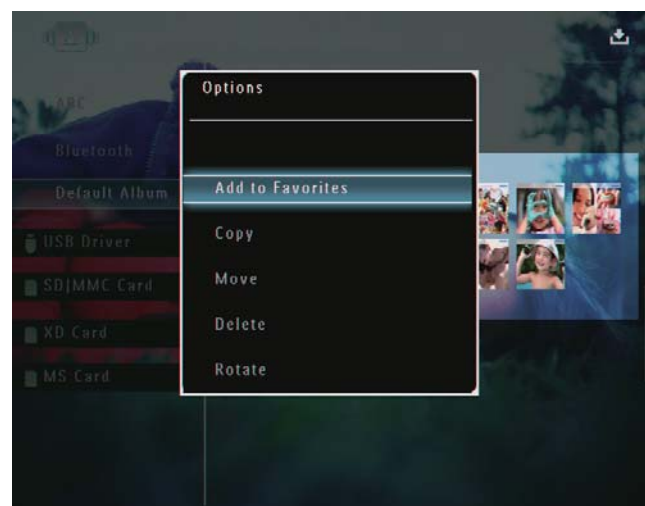 ABC
Bluetooth
Default Album
USB Driver
SD|MMC Card
XD Card
MS Card
Options
Add to Favorites
Copy
Move
Delete
Rotate